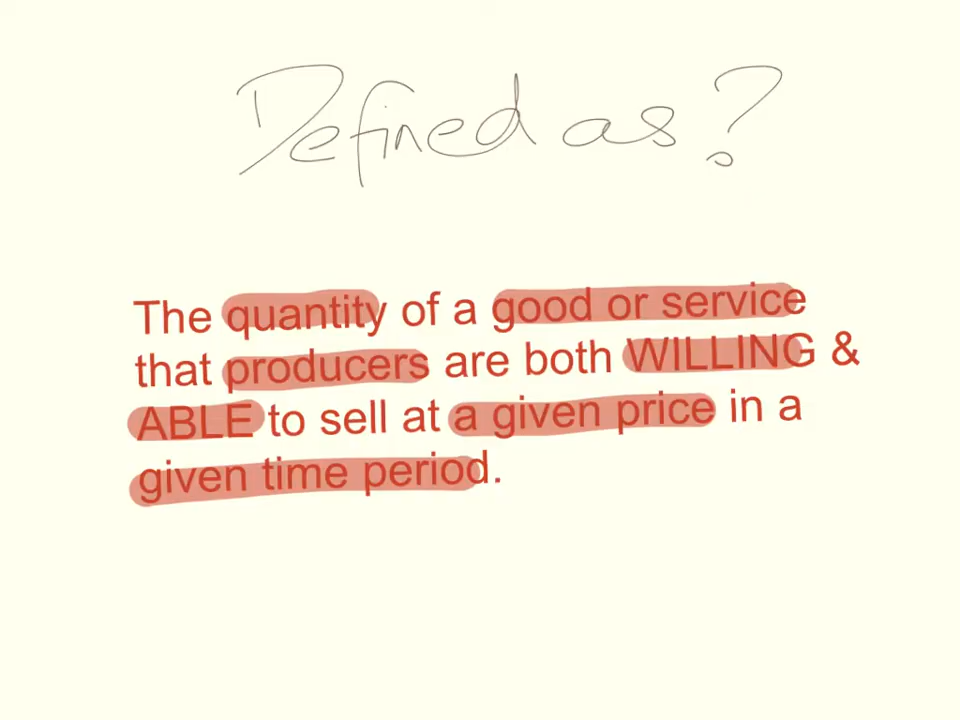 Defined as?
The quantity of a good or service
that producers are both WILLING &
ABLE to sell at a given price in a
given time period.